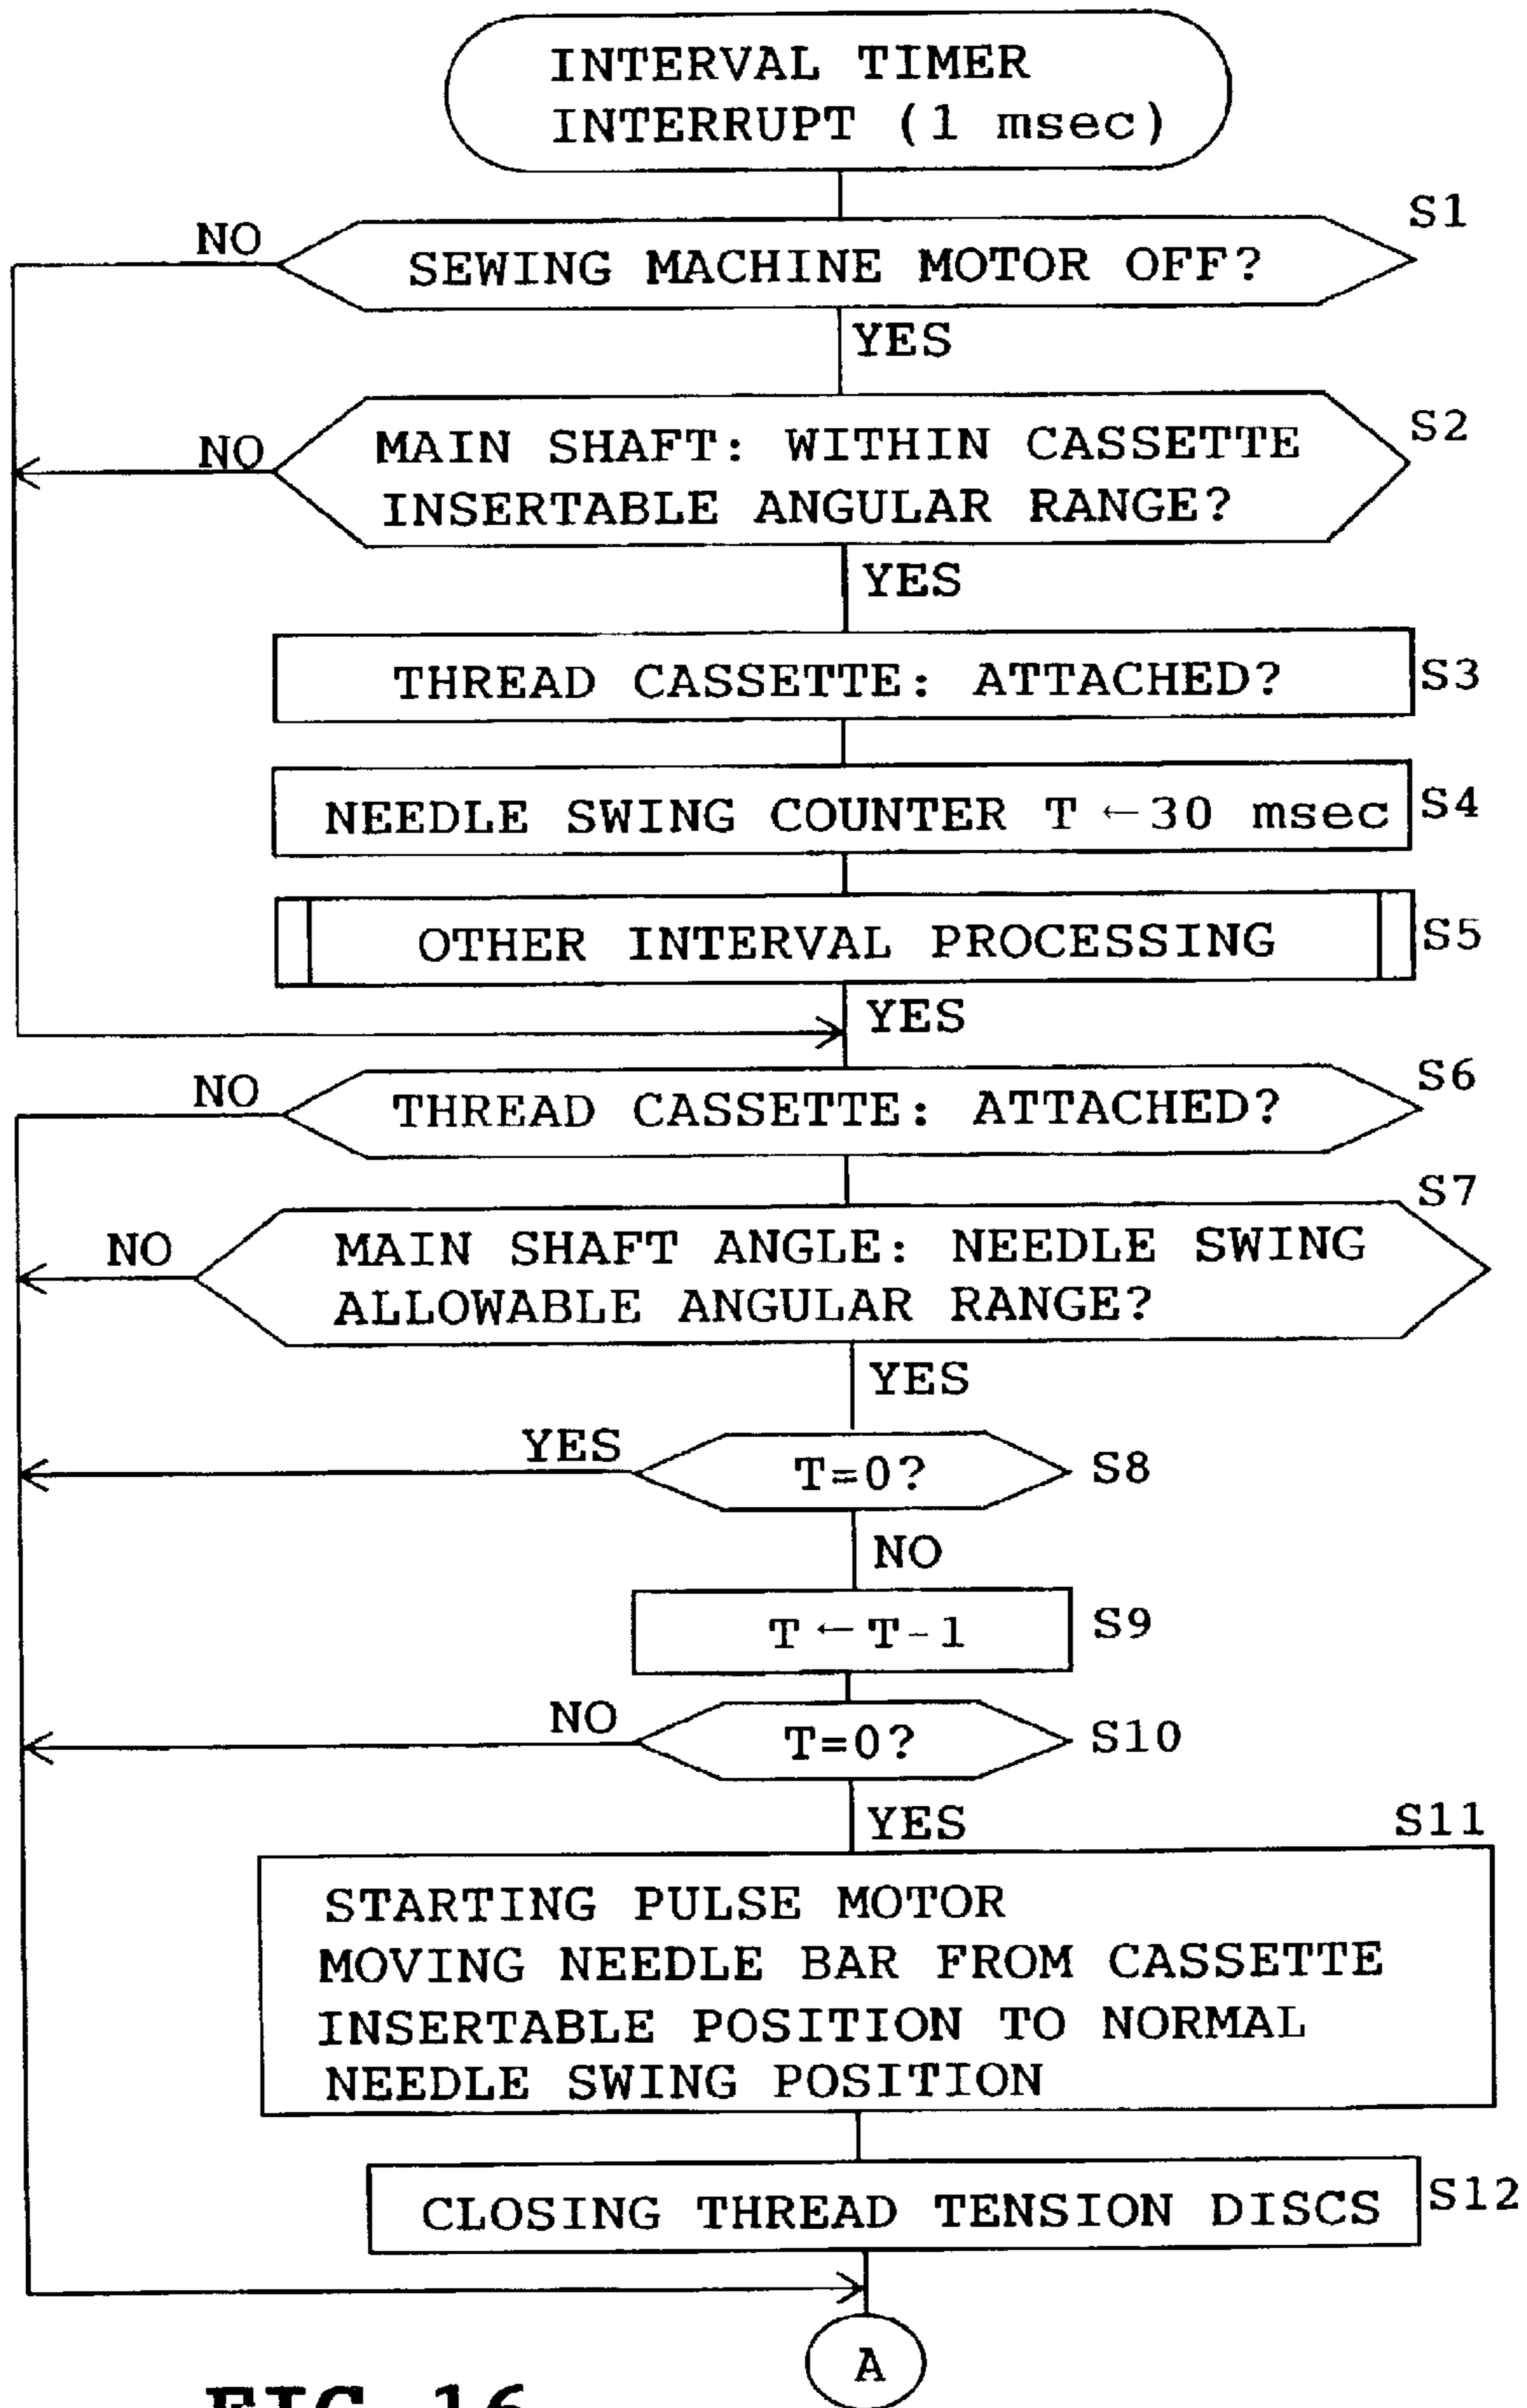 INTERVAL TIMER
INTERRUPT (1 msec)
S1
NO
SEWING MACHINE MOTOR OFF?
YES
S2
NO
MAIN SHAFT: WITHIN CASSETTE
INSERTABLE ANGULAR RANGE?
YES
THREAD CASSETTE: ATTACHED?
S3
NEEDLE SWING COUNTER T ← 30 msec
S4
OTHER INTERVAL PROCESSING
S5
YES
NO
S6
THREAD CASSETTE: ATTACHED?
S7
NO
MAIN SHAFT ANGLE: NEEDLE SWING
ALLOWABLE ANGULAR RANGE?
YES
YES
T=0?
S8
NO
T ← T-1
S9
NO
T=0?
S10
YES
S11
STARTING PULSE MOTOR
MOVING NEEDLE BAR FROM CASSETTE
INSERTABLE POSITION TO NORMAL
NEEDLE SWING POSITION
CLOSING THREAD TENSION DISCS
S12
A
FIG. 16